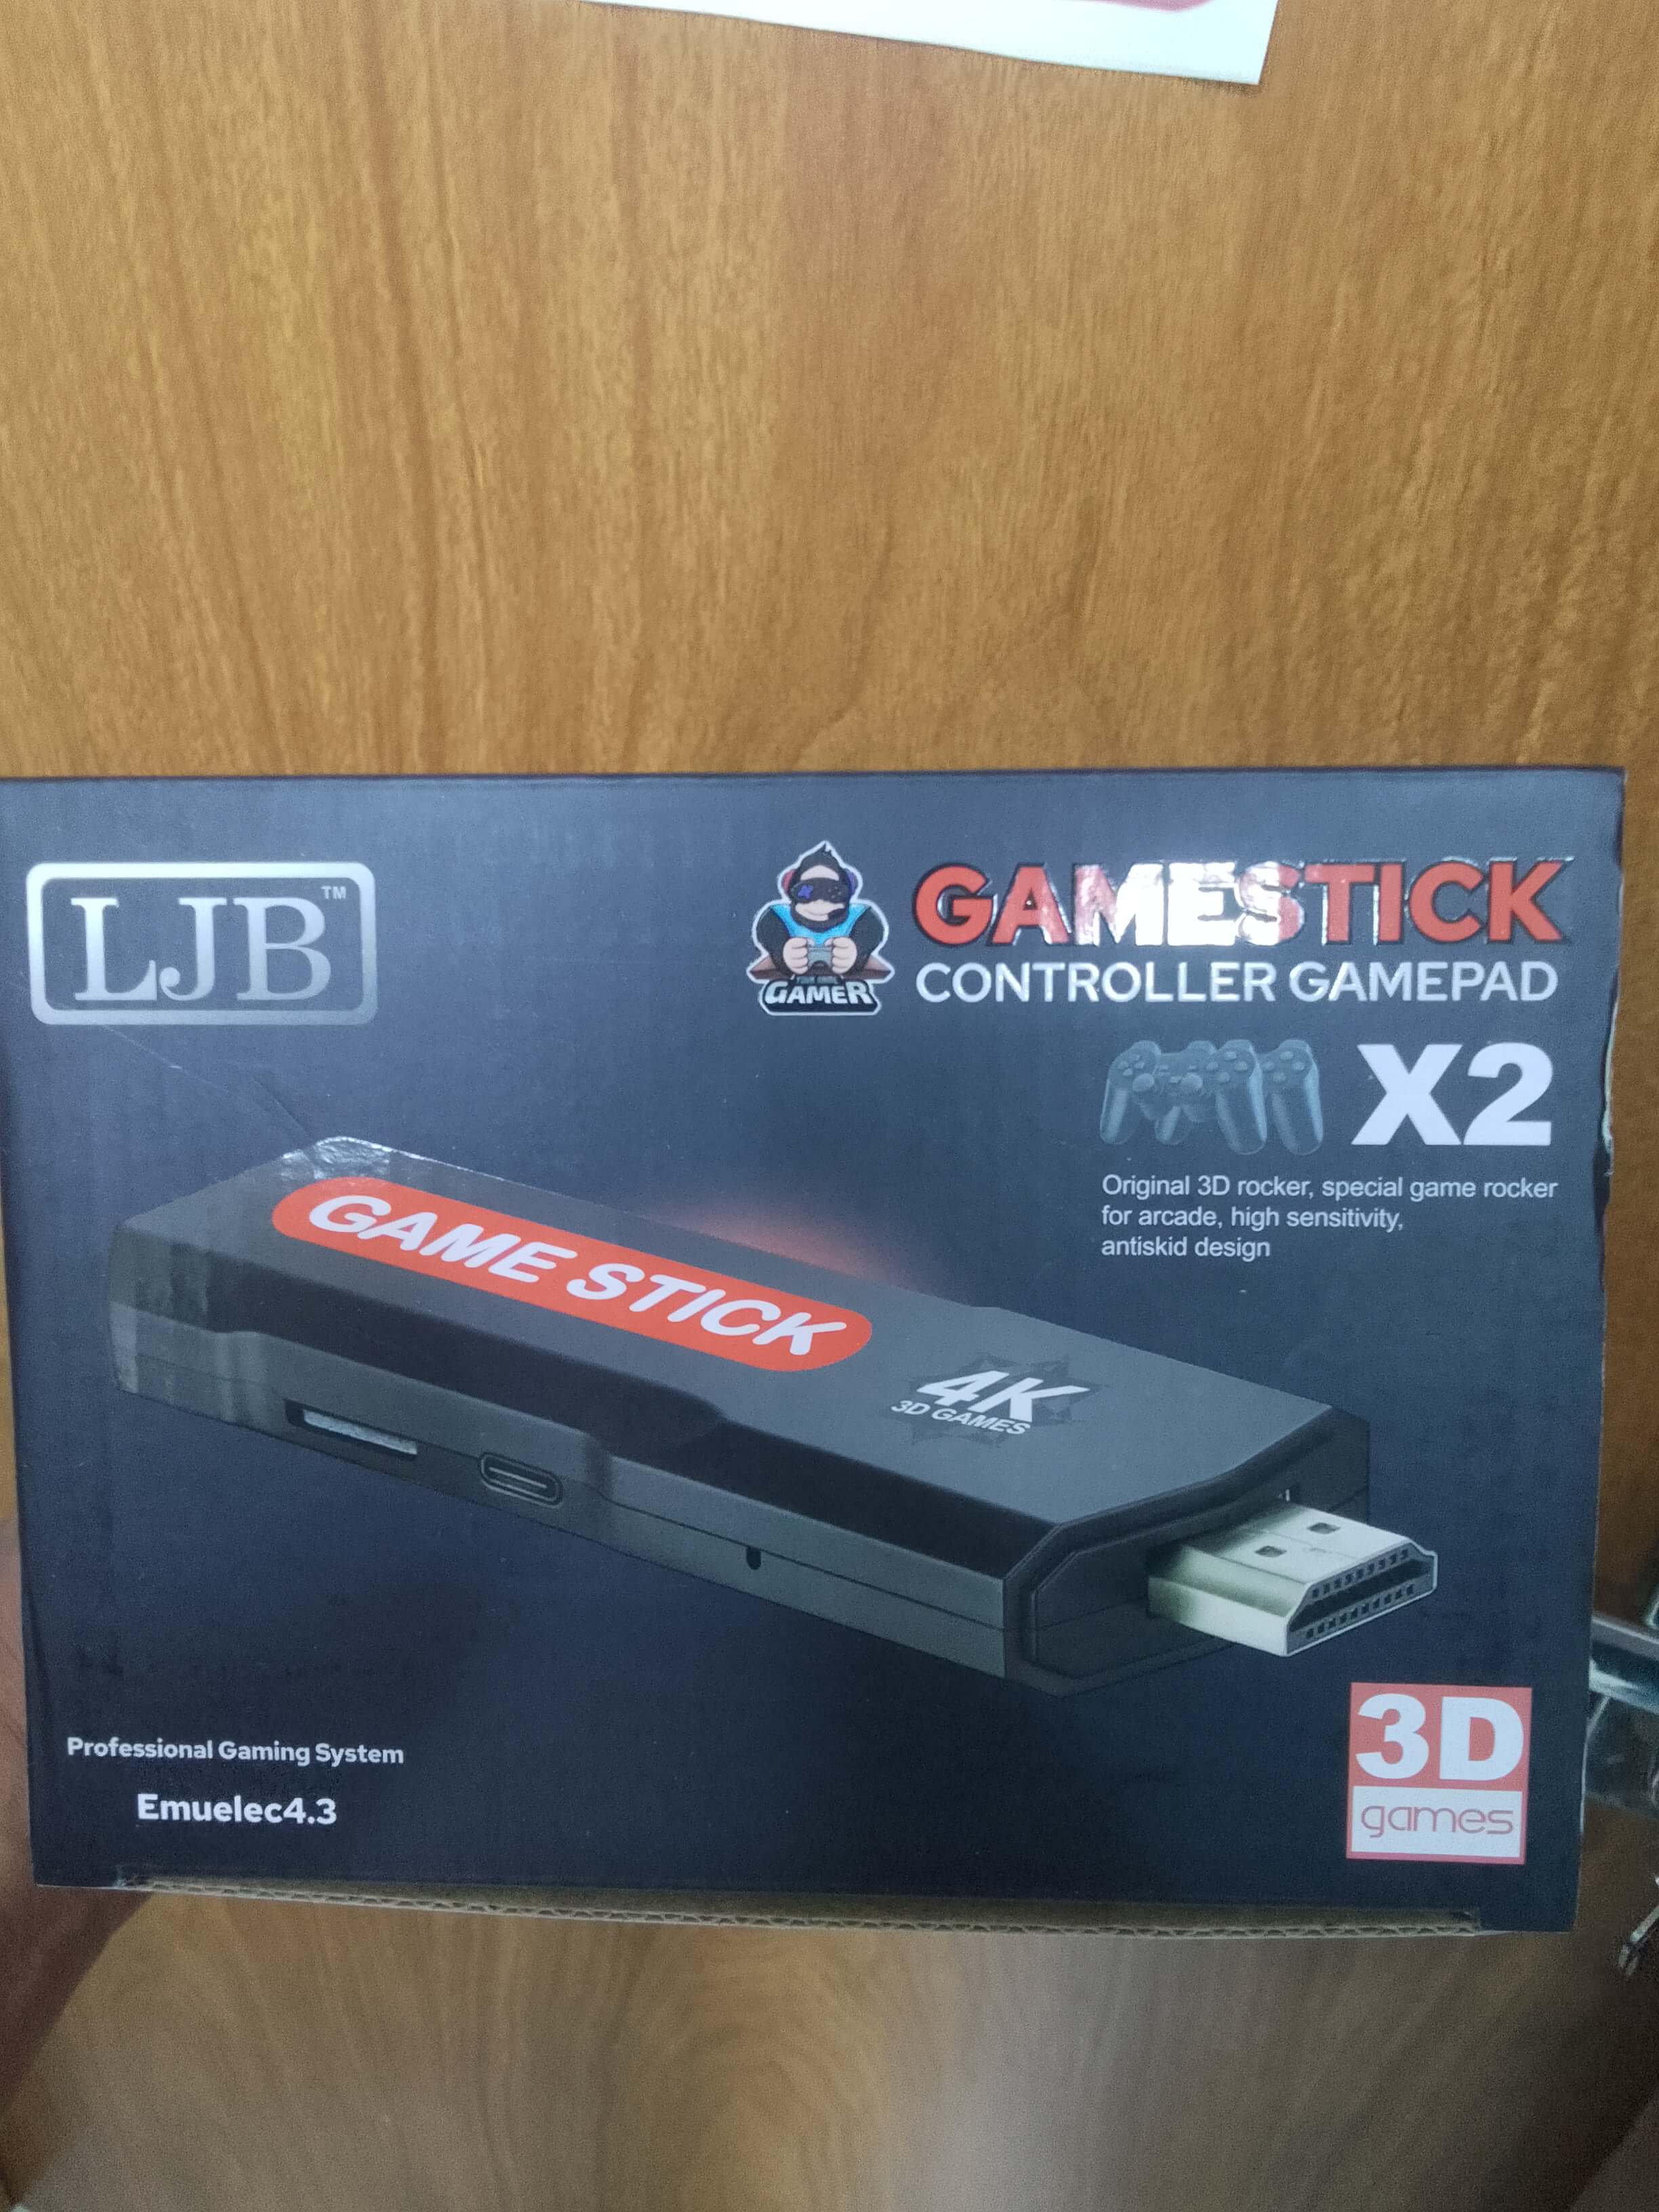 LJB™
GAMER
GAMESTICK
CONTROLLER GAMEPAD
X2
Original 3D rocker, special game rocker
for arcade, high sensitivity,
antiskid design
GAME STICK
4K
3D GAMES
Professional Gaming System
Emuelec4.3
3D
games